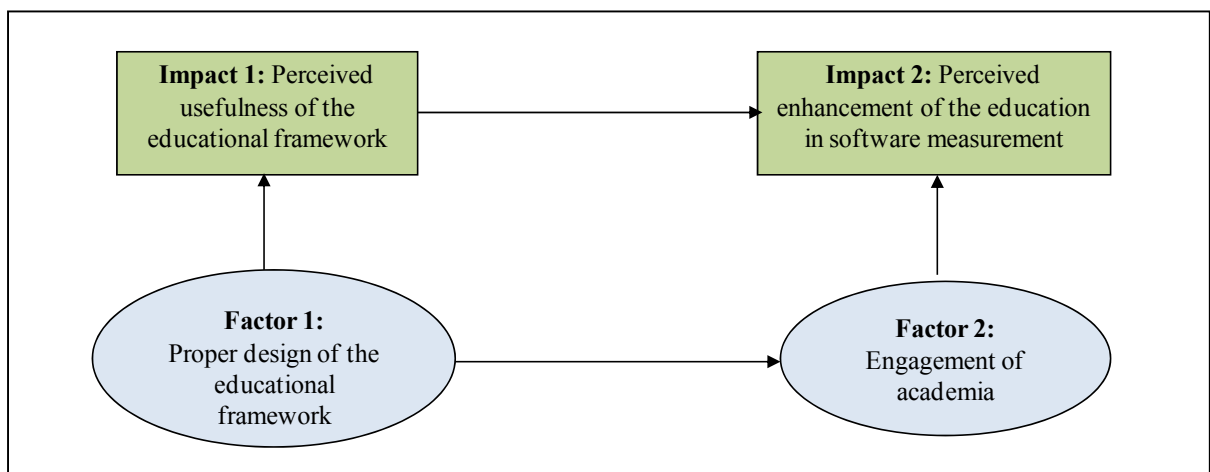 Impact 1: Perceived
usefulness of the
educational framework
Impact 2: Perceived
enhancement of the education
in software measurement
Factor 1:
Proper design of the
educational
framework
Factor 2:
Engagement of
academia